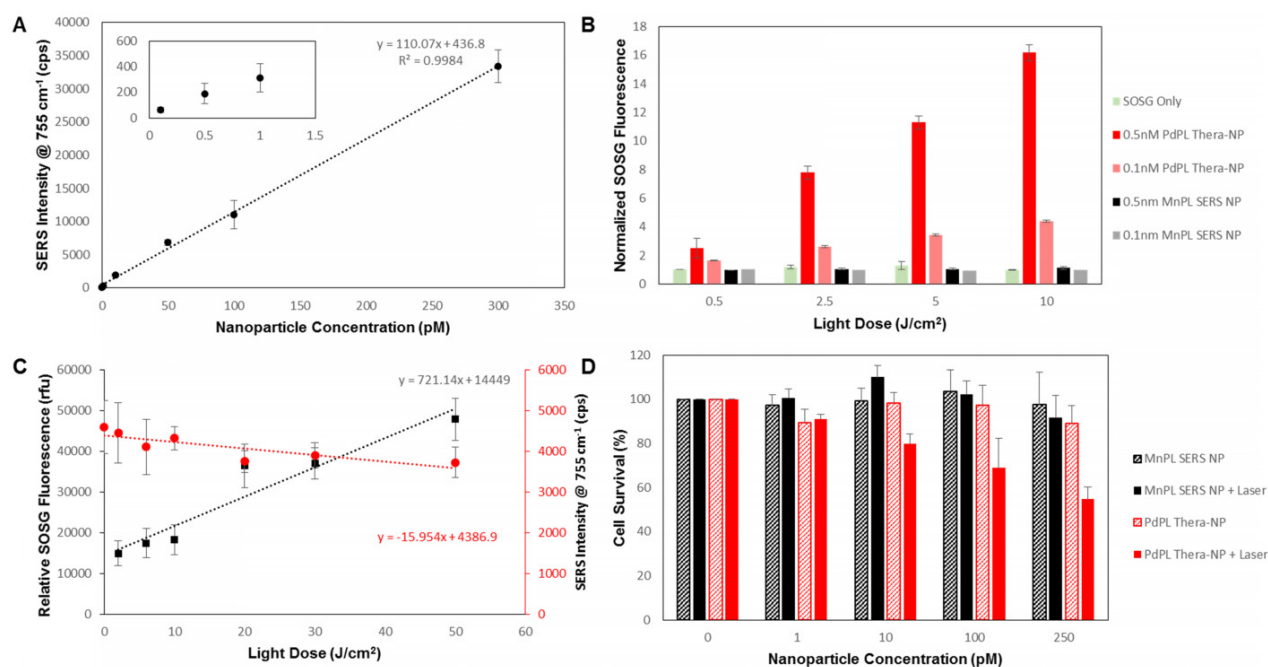 A
SERS Intensity @ 755 cm⁻¹ (cps)
40000
35000
30000
25000
20000
15000
10000
5000
0
600
400
200
0
0 0.5 1 1.5
y = 110.07x + 436.8
R² = 0.9984
0 50 100 150 200 250 300 350
Nanoparticle Concentration (pM)
B
Normalized SOSG Fluorescence
18
16
14
12
10
8
6
4
2
0
0.5 2.5 5 10
Light Dose (J/cm²)
SOSG Only
0.5nM PdPL Thera-NP
0.1nM PdPL Thera-NP
0.5nm MnPL SERS NP
0.1nm MnPL SERS NP
C
Relative SOSG Fluorescence (rfu)
60000
50000
40000
30000
20000
10000
0
y = 721.14x + 14449
y = -15.954x + 4386.9
6000
5000
4000
3000
2000
1000
0
SERS Intensity @ 755 cm⁻¹ (cps)
0 10 20 30 40 50 60
Light Dose (J/cm²)
D
Cell Survival (%)
120
100
80
60
40
20
0
0 1 10 100 250
Nanoparticle Concentration (pM)
MnPL SERS NP
MnPL SERS NP + Laser
PdPL Thera-NP
PdPL Thera-NP + Laser